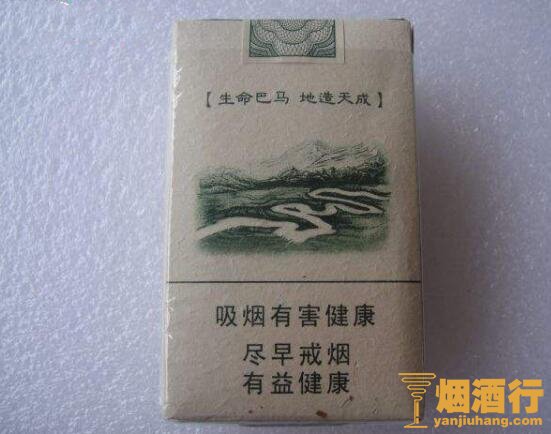 【生命巴马 地造天成】
吸烟有害健康
尽早戒烟
有益健康
烟酒行
yanjiuhang.com